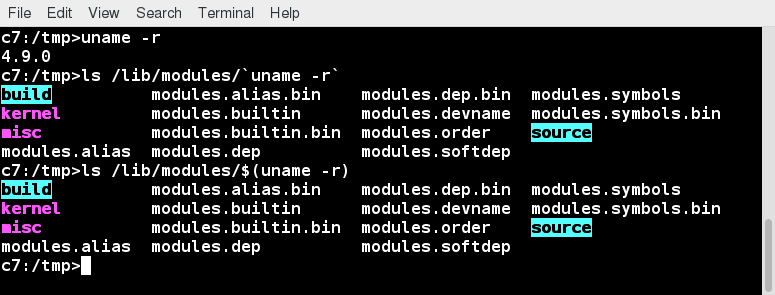 File Edit View Search Terminal Help
c7:/tmp>uname -r
4.9.0
c7:/tmp>ls /lib/modules/`uname -r`
build modules.alias.bin modules.dep.bin modules.symbols
kernel modules.builtin modules.devname modules.symbols.bin
misc modules.builtin.bin modules.order source
modules.alias modules.dep modules.softdep
c7:/tmp>ls /lib/modules/$(uname -r)
build modules.alias.bin modules.dep.bin modules.symbols
kernel modules.builtin modules.devname modules.symbols.bin
misc modules.builtin.bin modules.order source
modules.alias modules.dep modules.softdep
c7:/tmp>